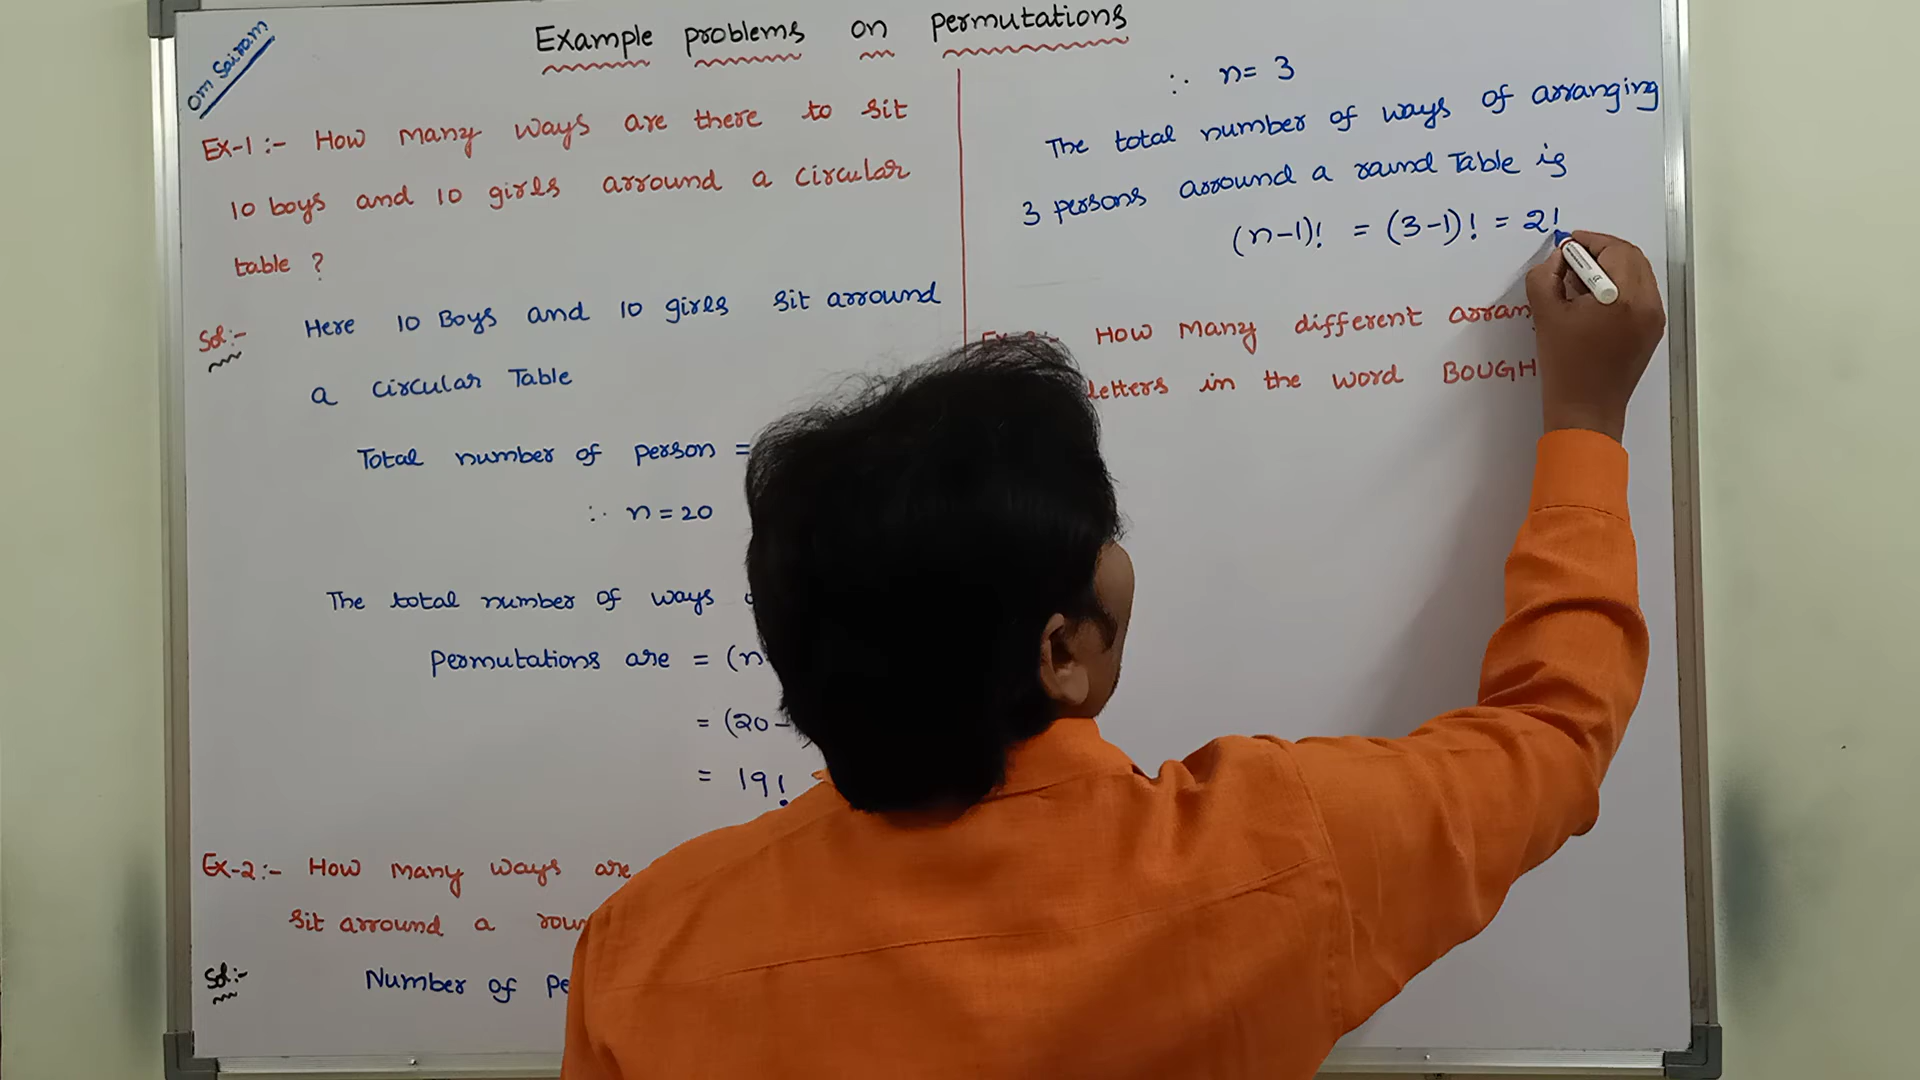 Om Sairam
Example problems on permutations
Ex-1:- How many ways are there to sit
10 boys and 10 girls arround a circular
table ?
Sol:- Here 10 Boys and 10 girls sit arround
a circular Table
Total number of person =
∴ n = 20
The total number of ways
Permutations are = (n
= (20 -
= 19!
Ex-2:- How many ways are
sit arround a
Sol:- Number of
∴ n = 3
The total number of ways of arranging
3 persons arround a round Table is
(n-1)! = (3-1)! = 2!
How many different
letters in the word BOUGH